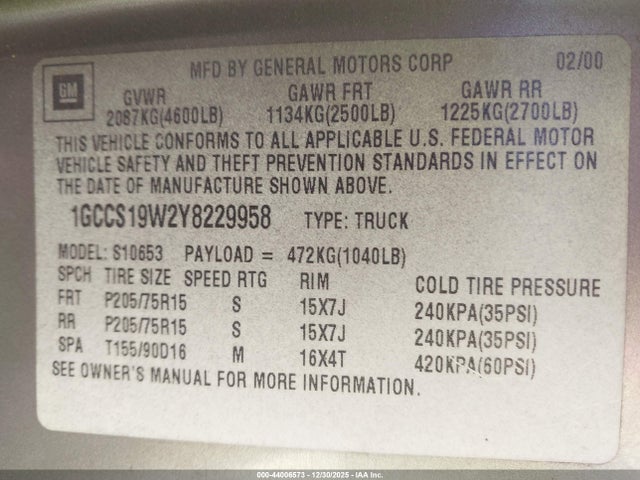 GM
MFD BY GENERAL MOTORS CORP 02/00
GVWR GAWR FRT GAWR RR
2087KG(4600LB) 1134KG(2500LB) 1225KG(2700LB)
THIS VEHICLE CONFORMS TO ALL APPLICABLE U.S. FEDERAL MOTOR
VEHICLE SAFETY AND THEFT PREVENTION STANDARDS IN EFFECT ON
THE DATE OF MANUFACTURE SHOWN ABOVE.
1GCCS19W2Y8229958 TYPE: TRUCK
MODEL: S10653 PAYLOAD = 472KG(1040LB)
SPCH TIRE SIZE SPEED RTG RIM COLD TIRE PRESSURE
FRT P205/75R15 S 15X7J 240KPA(35PSI)
RR P205/75R15 S 15X7J 240KPA(35PSI)
SPA T155/90D16 M 16X4T 420KPA(60PSI)
SEE OWNER'S MANUAL FOR MORE INFORMATION.
000-44006573 - 12/30/2025 - IAA Inc.